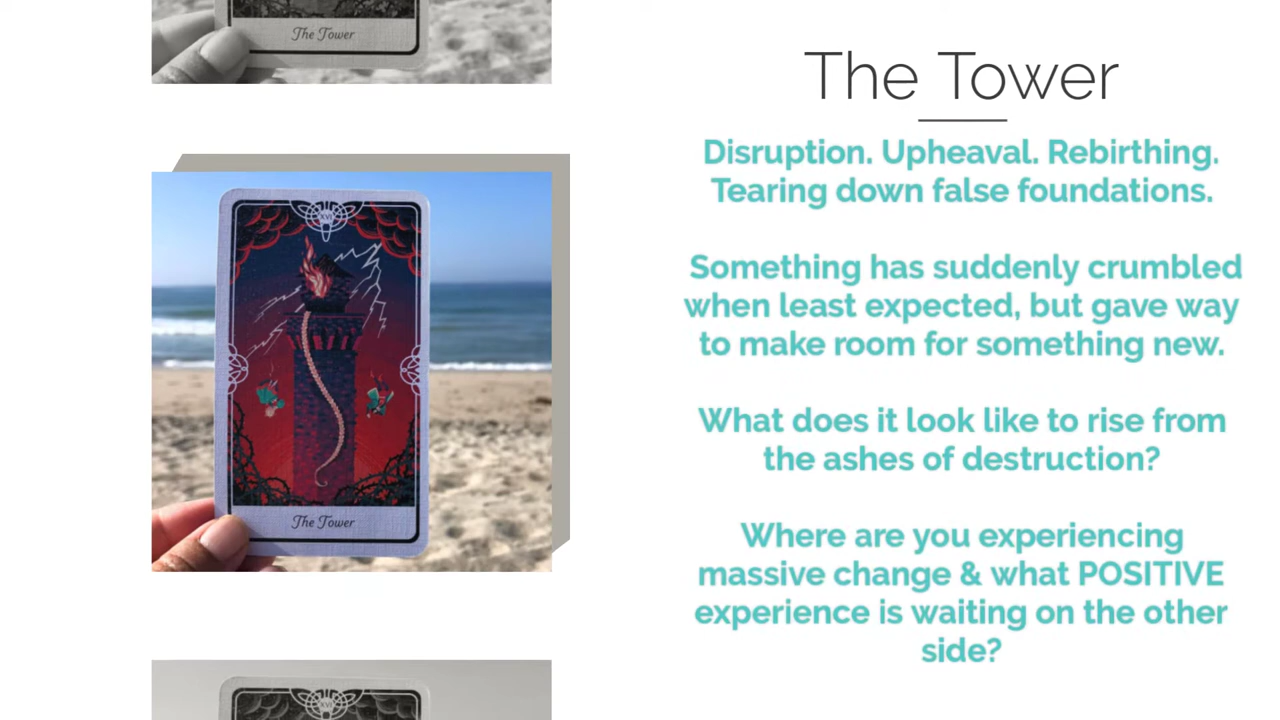 The Tower
The Tower
Disruption. Upheaval. Rebirthing.
Tearing down false foundations.
Something has suddenly crumbled
when least expected, but gave way
to make room for something new.
What does it look like to rise from
the ashes of destruction?
Where are you experiencing
massive change & what POSITIVE
experience is waiting on the other
side?
XVI
The Tower
XVI